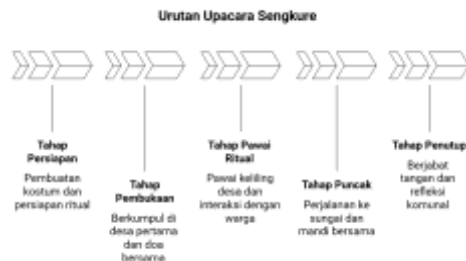 Urutan Upacara Sengkure
Tahap
Persiapan
Pembuatan
kostum dan
persiapan ritual
Tahap
Pembukaan
Berkumpul di
desa pertama
dan doa
bersama
Tahap Pawai
Ritual
Pawai keliling
desa dan
interaksi dengan
warga
Tahap Puncak
Perjalanan ke
sungai dan
mandi bersama
Tahap Penutup
Berjabat
tangan dan
refleksi
komunal